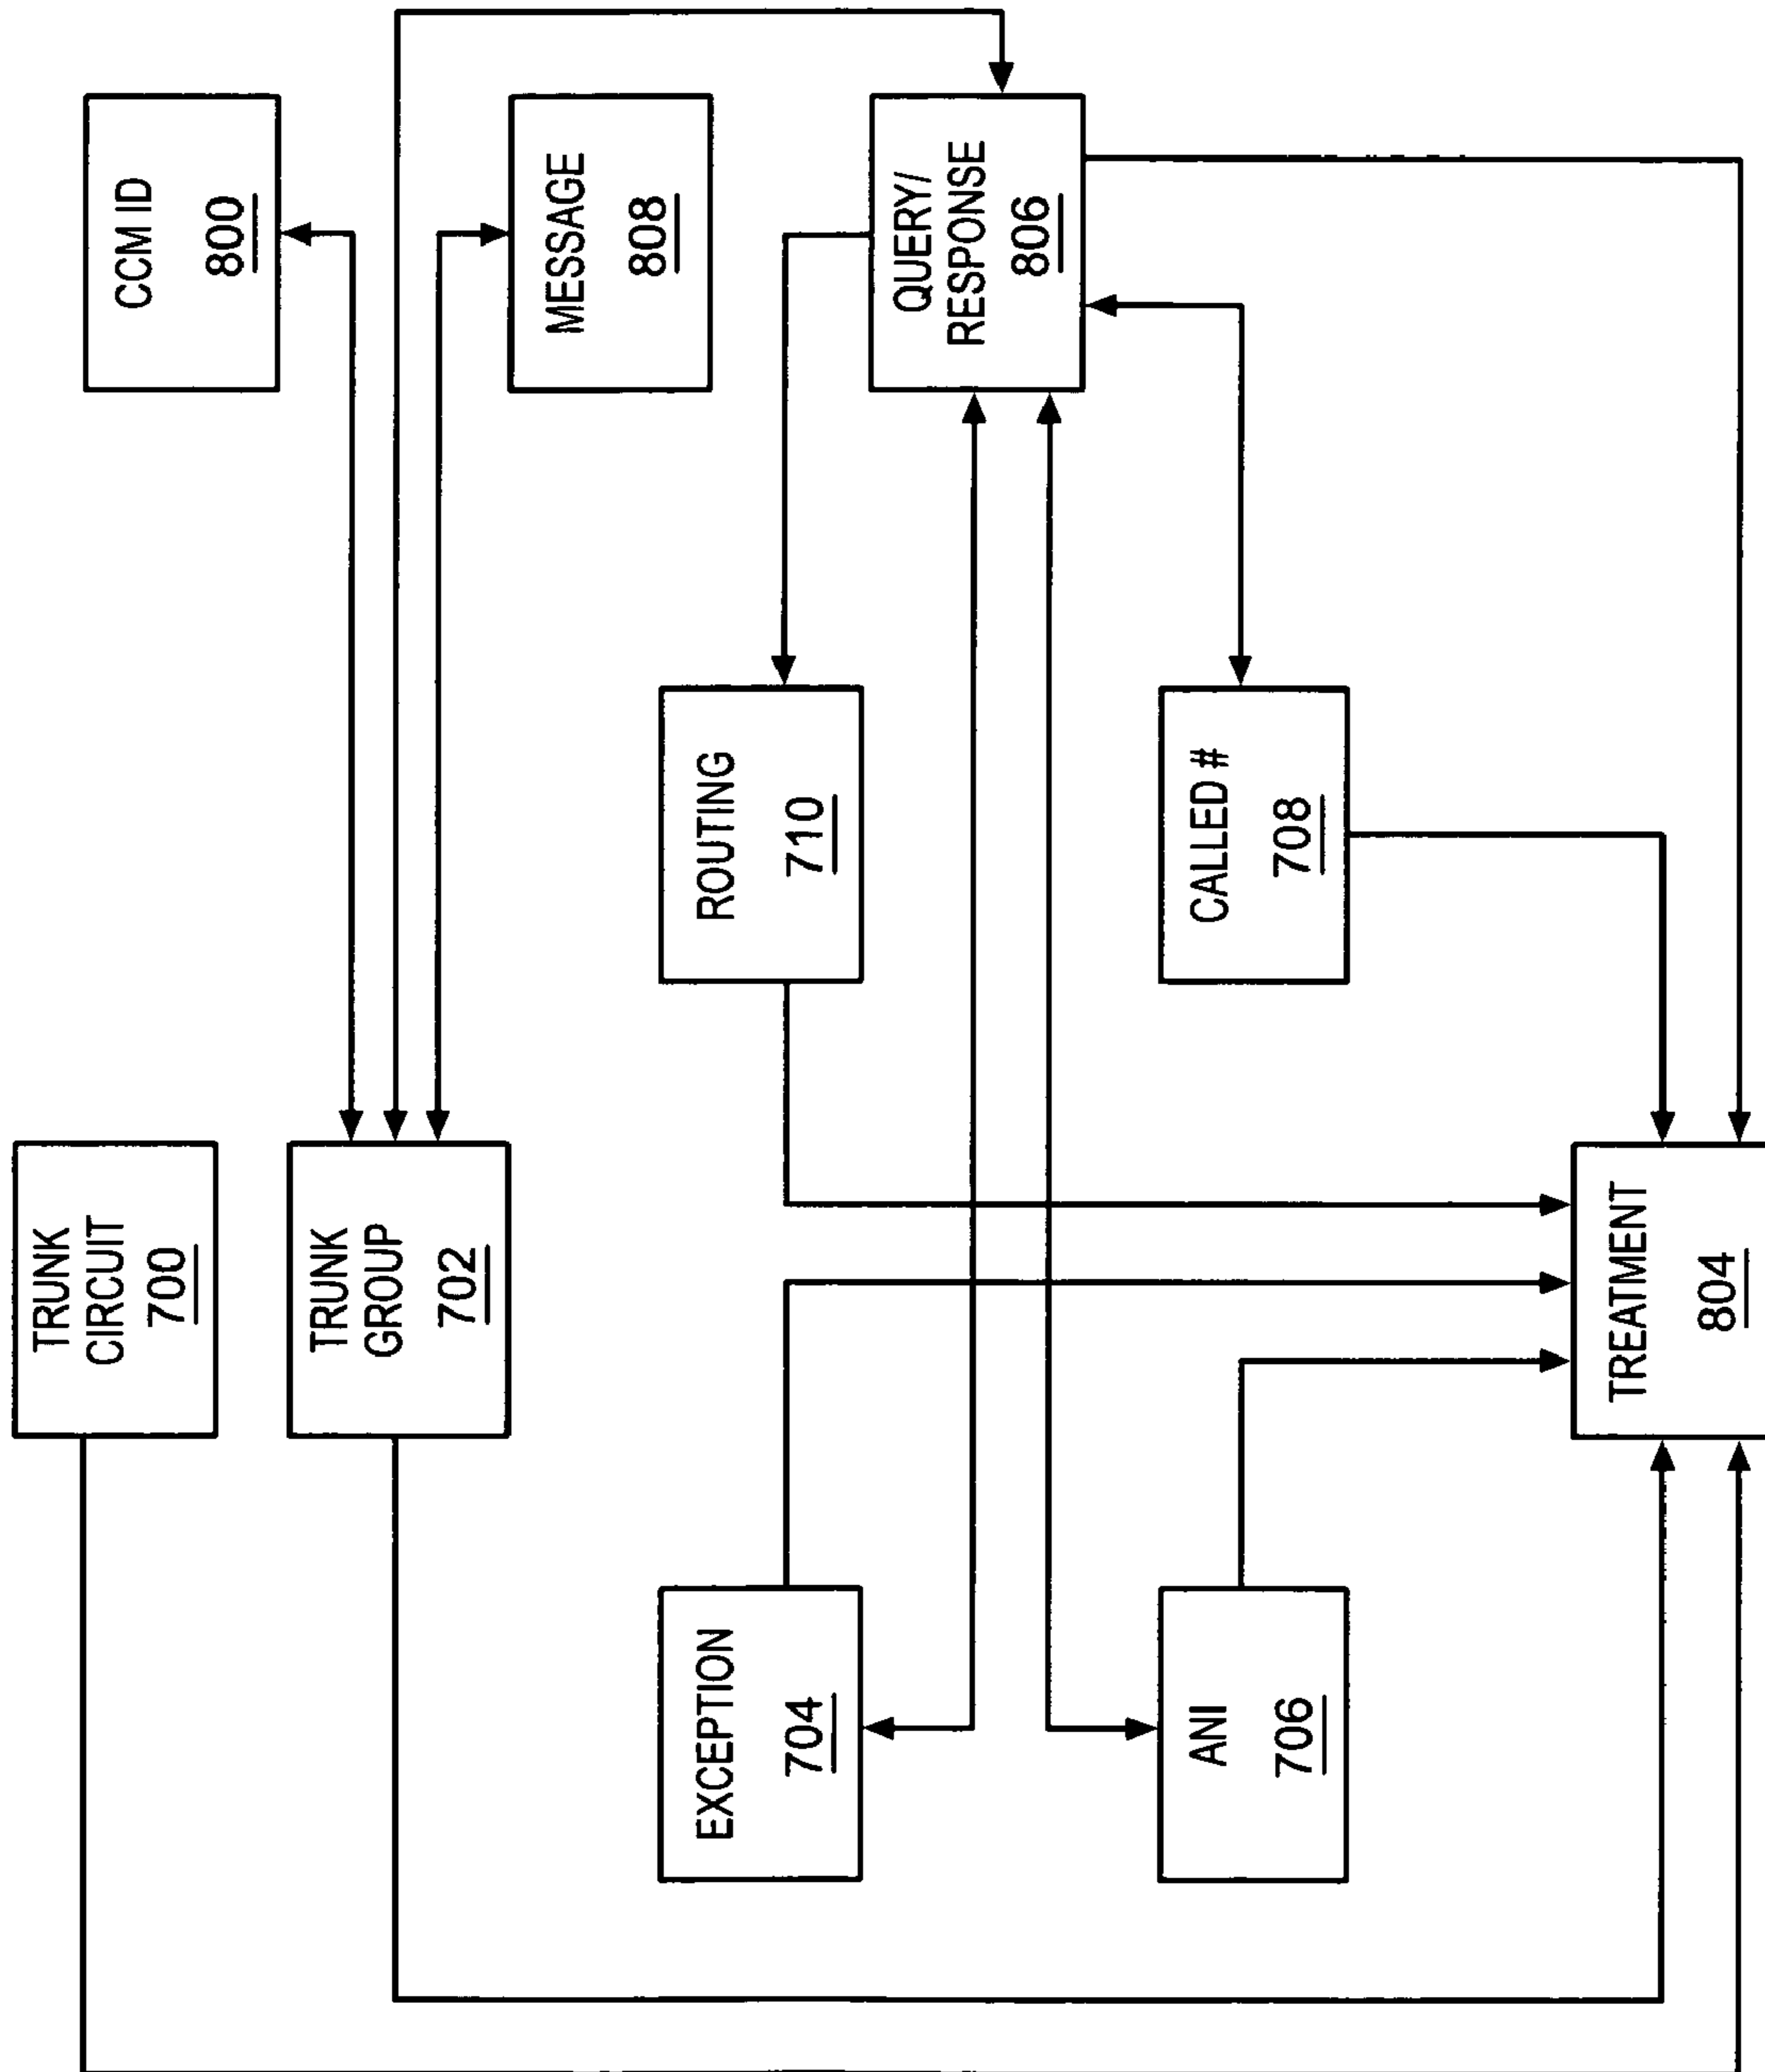 TRUNK
CIRCUIT
700
TRUNK
GROUP
702
CCM ID
800
MESSAGE
808
EXCEPTION
704
ROUTING
710
QUERY/
RESPONSE
806
ANI
706
CALLED #
708
TREATMENT
804